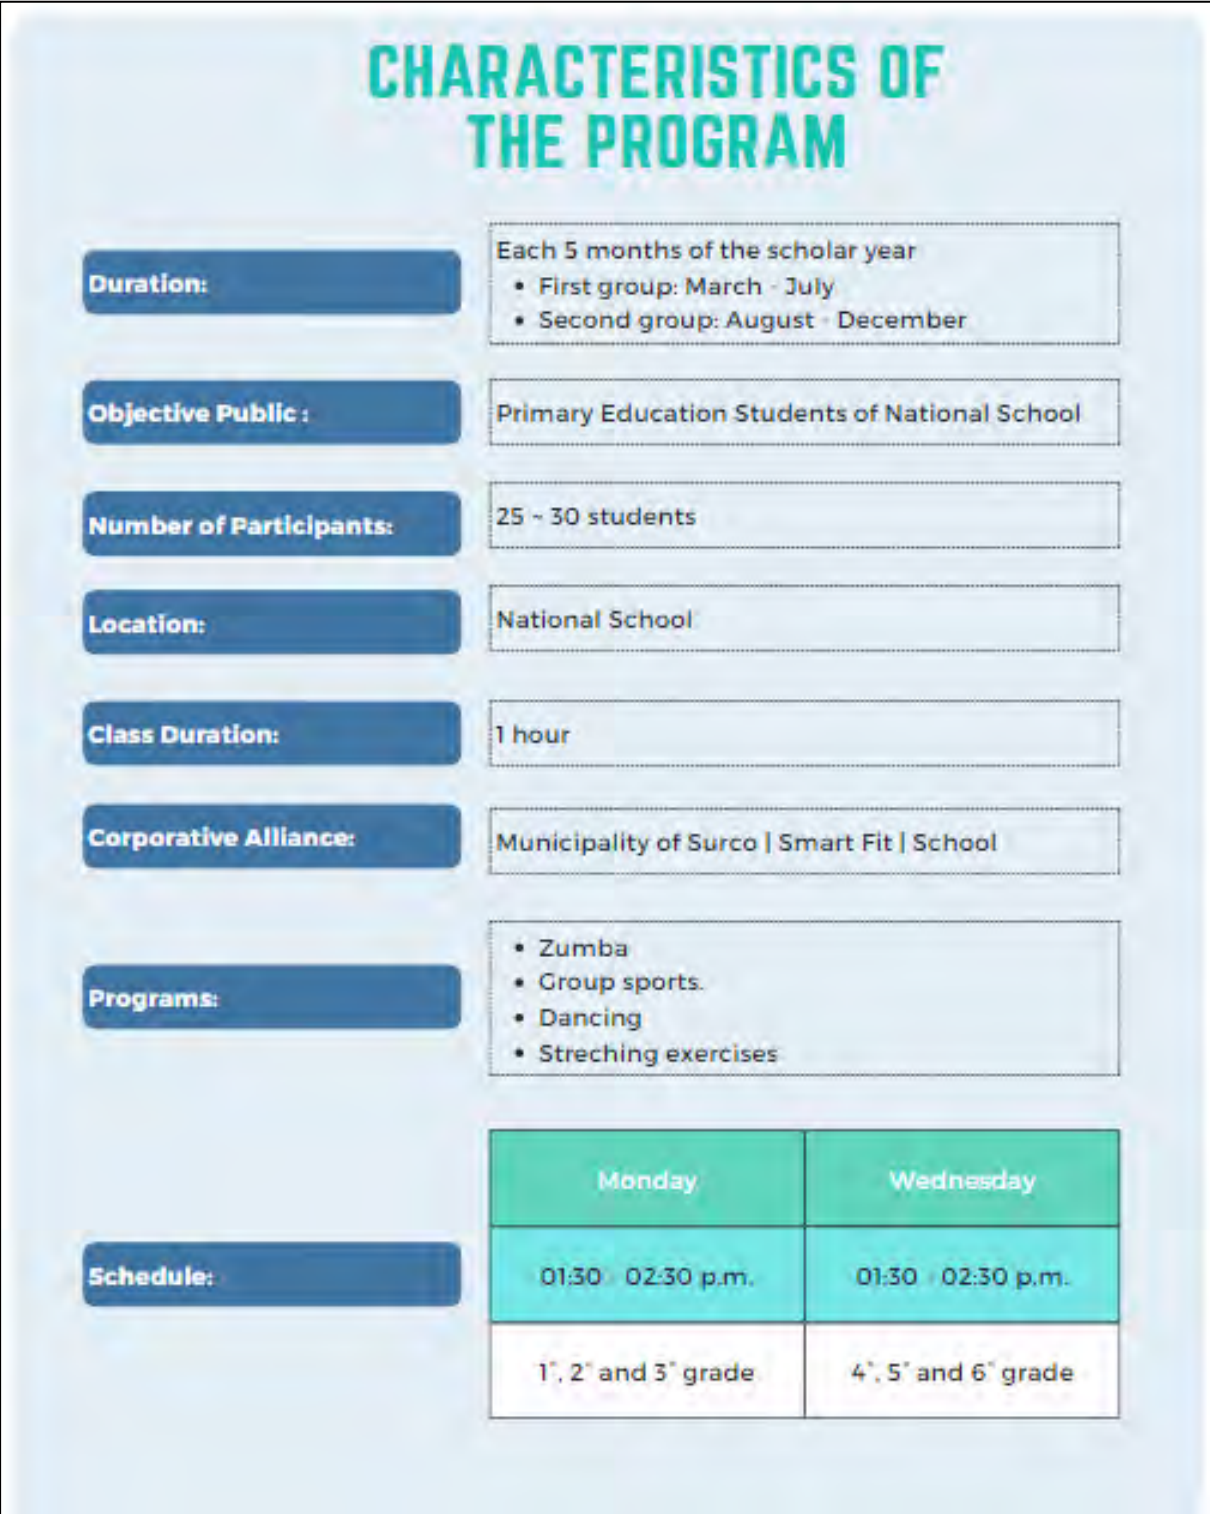 CHARACTERISTICS OF
THE PROGRAM
Duration:
Each 5 months of the scholar year
• First group: March - July
• Second group: August - December
Objective Public :
Primary Education Students of National School
Number of Participants:
25 ~ 30 students
Location:
National School
Class Duration:
1 hour
Corporative Alliance:
Municipality of Surco | Smart Fit | School
Programs:
• Zumba
• Group sports.
• Dancing
• Streching exercises
Schedule:
Monday Wednesday
01:30 - 02:30 p.m. 01:30 - 02:30 p.m.
1°, 2° and 3° grade 4°, 5° and 6° grade